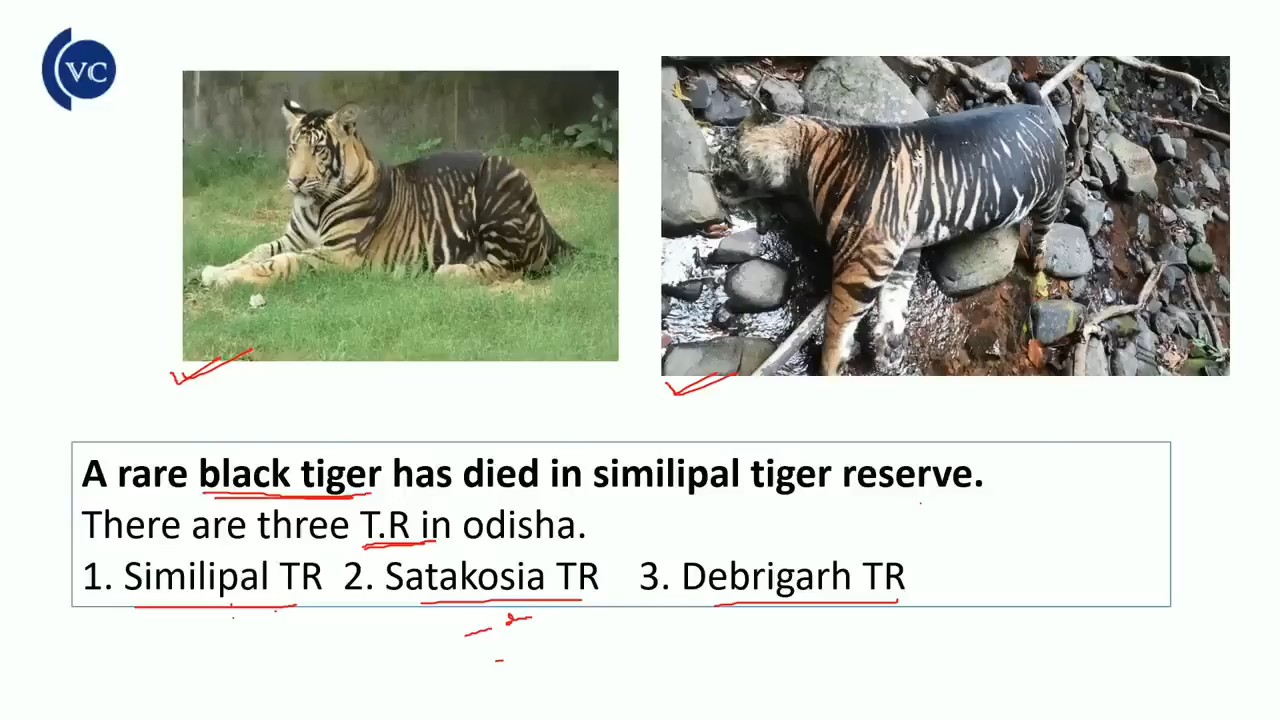 VC
A rare black tiger has died in similipal tiger reserve.
There are three T.R in odisha.
1. Similipal TR 2. Satakosia TR 3. Debrigarh TR